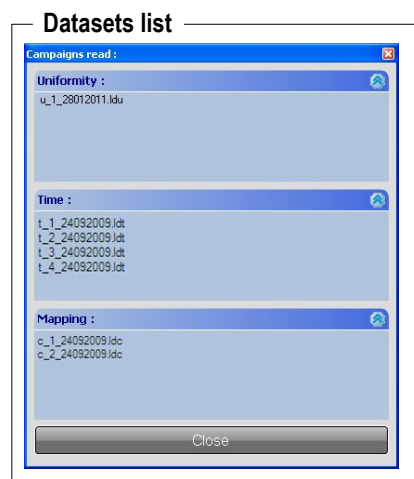 Datasets list
Campaigns read :
Uniformity :
u_1_28012011.ldu
Time :
t_1_24092009.ldt
t_2_24092009.ldt
t_3_24092009.ldt
t_4_24092009.ldt
Mapping :
c_1_24092009.ldc
c_2_24092009.ldc
Close